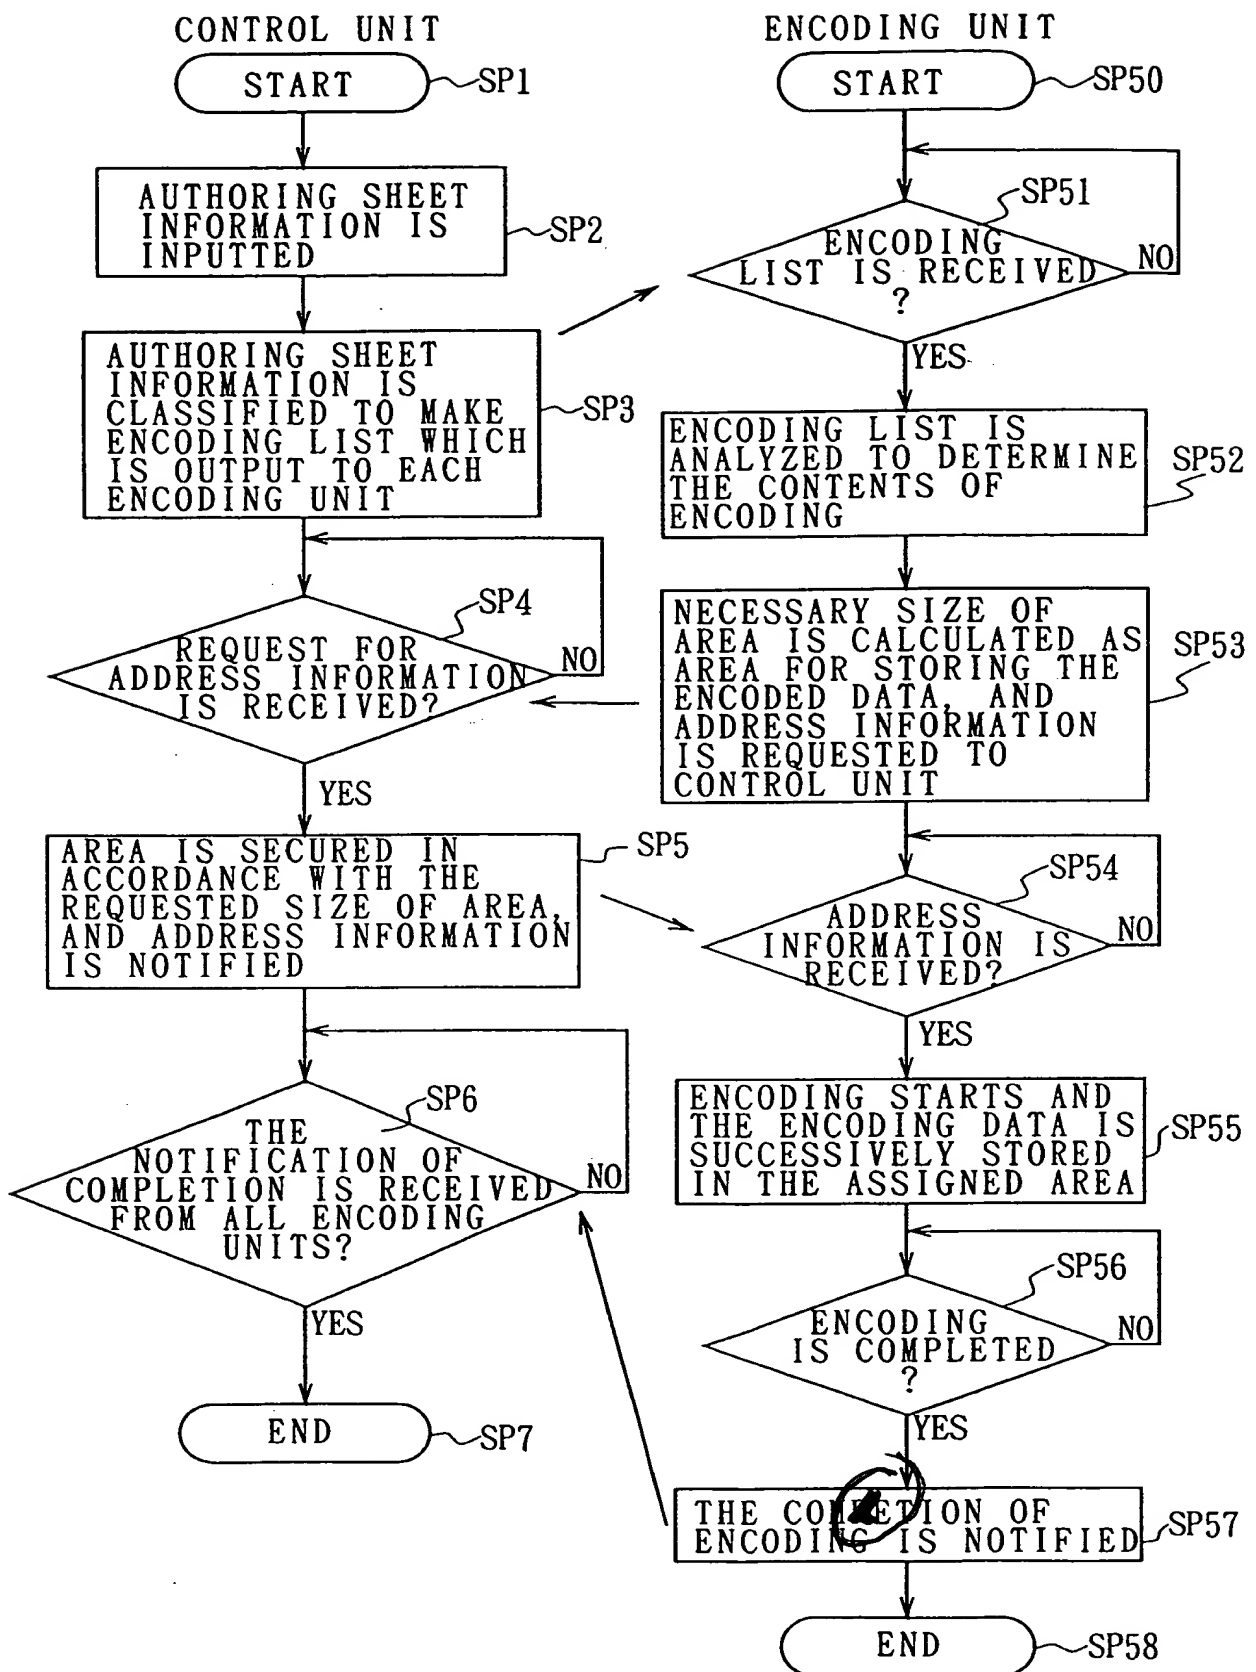 CONTROL UNIT
START
SP1
AUTHORING SHEET
INFORMATION IS
INPUTTED
SP2
AUTHORING SHEET
INFORMATION IS
CLASSIFIED TO MAKE
ENCODING LIST WHICH
IS OUTPUT TO EACH
ENCODING UNIT
SP3
SP4
REQUEST FOR
ADDRESS INFORMATION
IS RECEIVED?
NO
YES
AREA IS SECURED IN
ACCORDANCE WITH THE
REQUESTED SIZE OF AREA,
AND ADDRESS INFORMATION
IS NOTIFIED
SP5
SP6
THE
NOTIFICATION OF
COMPLETION IS RECEIVED
FROM ALL ENCODING
UNITS?
NO
YES
END
SP7
ENCODING UNIT
START
SP50
SP51
ENCODING
LIST IS RECEIVED
?
NO
YES
ENCODING LIST IS
ANALYZED TO DETERMINE
THE CONTENTS OF
ENCODING
SP52
NECESSARY SIZE OF
AREA IS CALCULATED AS
AREA FOR STORING THE
ENCODED DATA, AND
ADDRESS INFORMATION
IS REQUESTED TO
CONTROL UNIT
SP53
SP54
ADDRESS
INFORMATION IS
RECEIVED?
NO
YES
ENCODING STARTS AND
THE ENCODING DATA IS
SUCCESSIVELY STORED
IN THE ASSIGNED AREA
SP55
SP56
ENCODING
IS COMPLETED
?
NO
YES
THE OF
ENCODING IS NOTIFIED
SP57
END
SP58